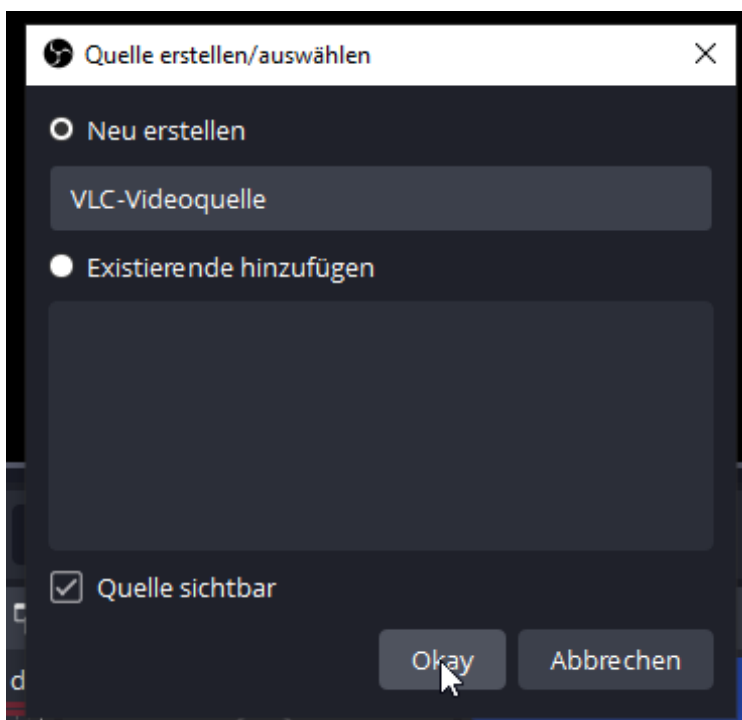 Quelle erstellen/auswählen
Neu erstellen
VLC-Videoquelle
Existierende hinzufügen
Quelle sichtbar
Okay Abbrechen
d